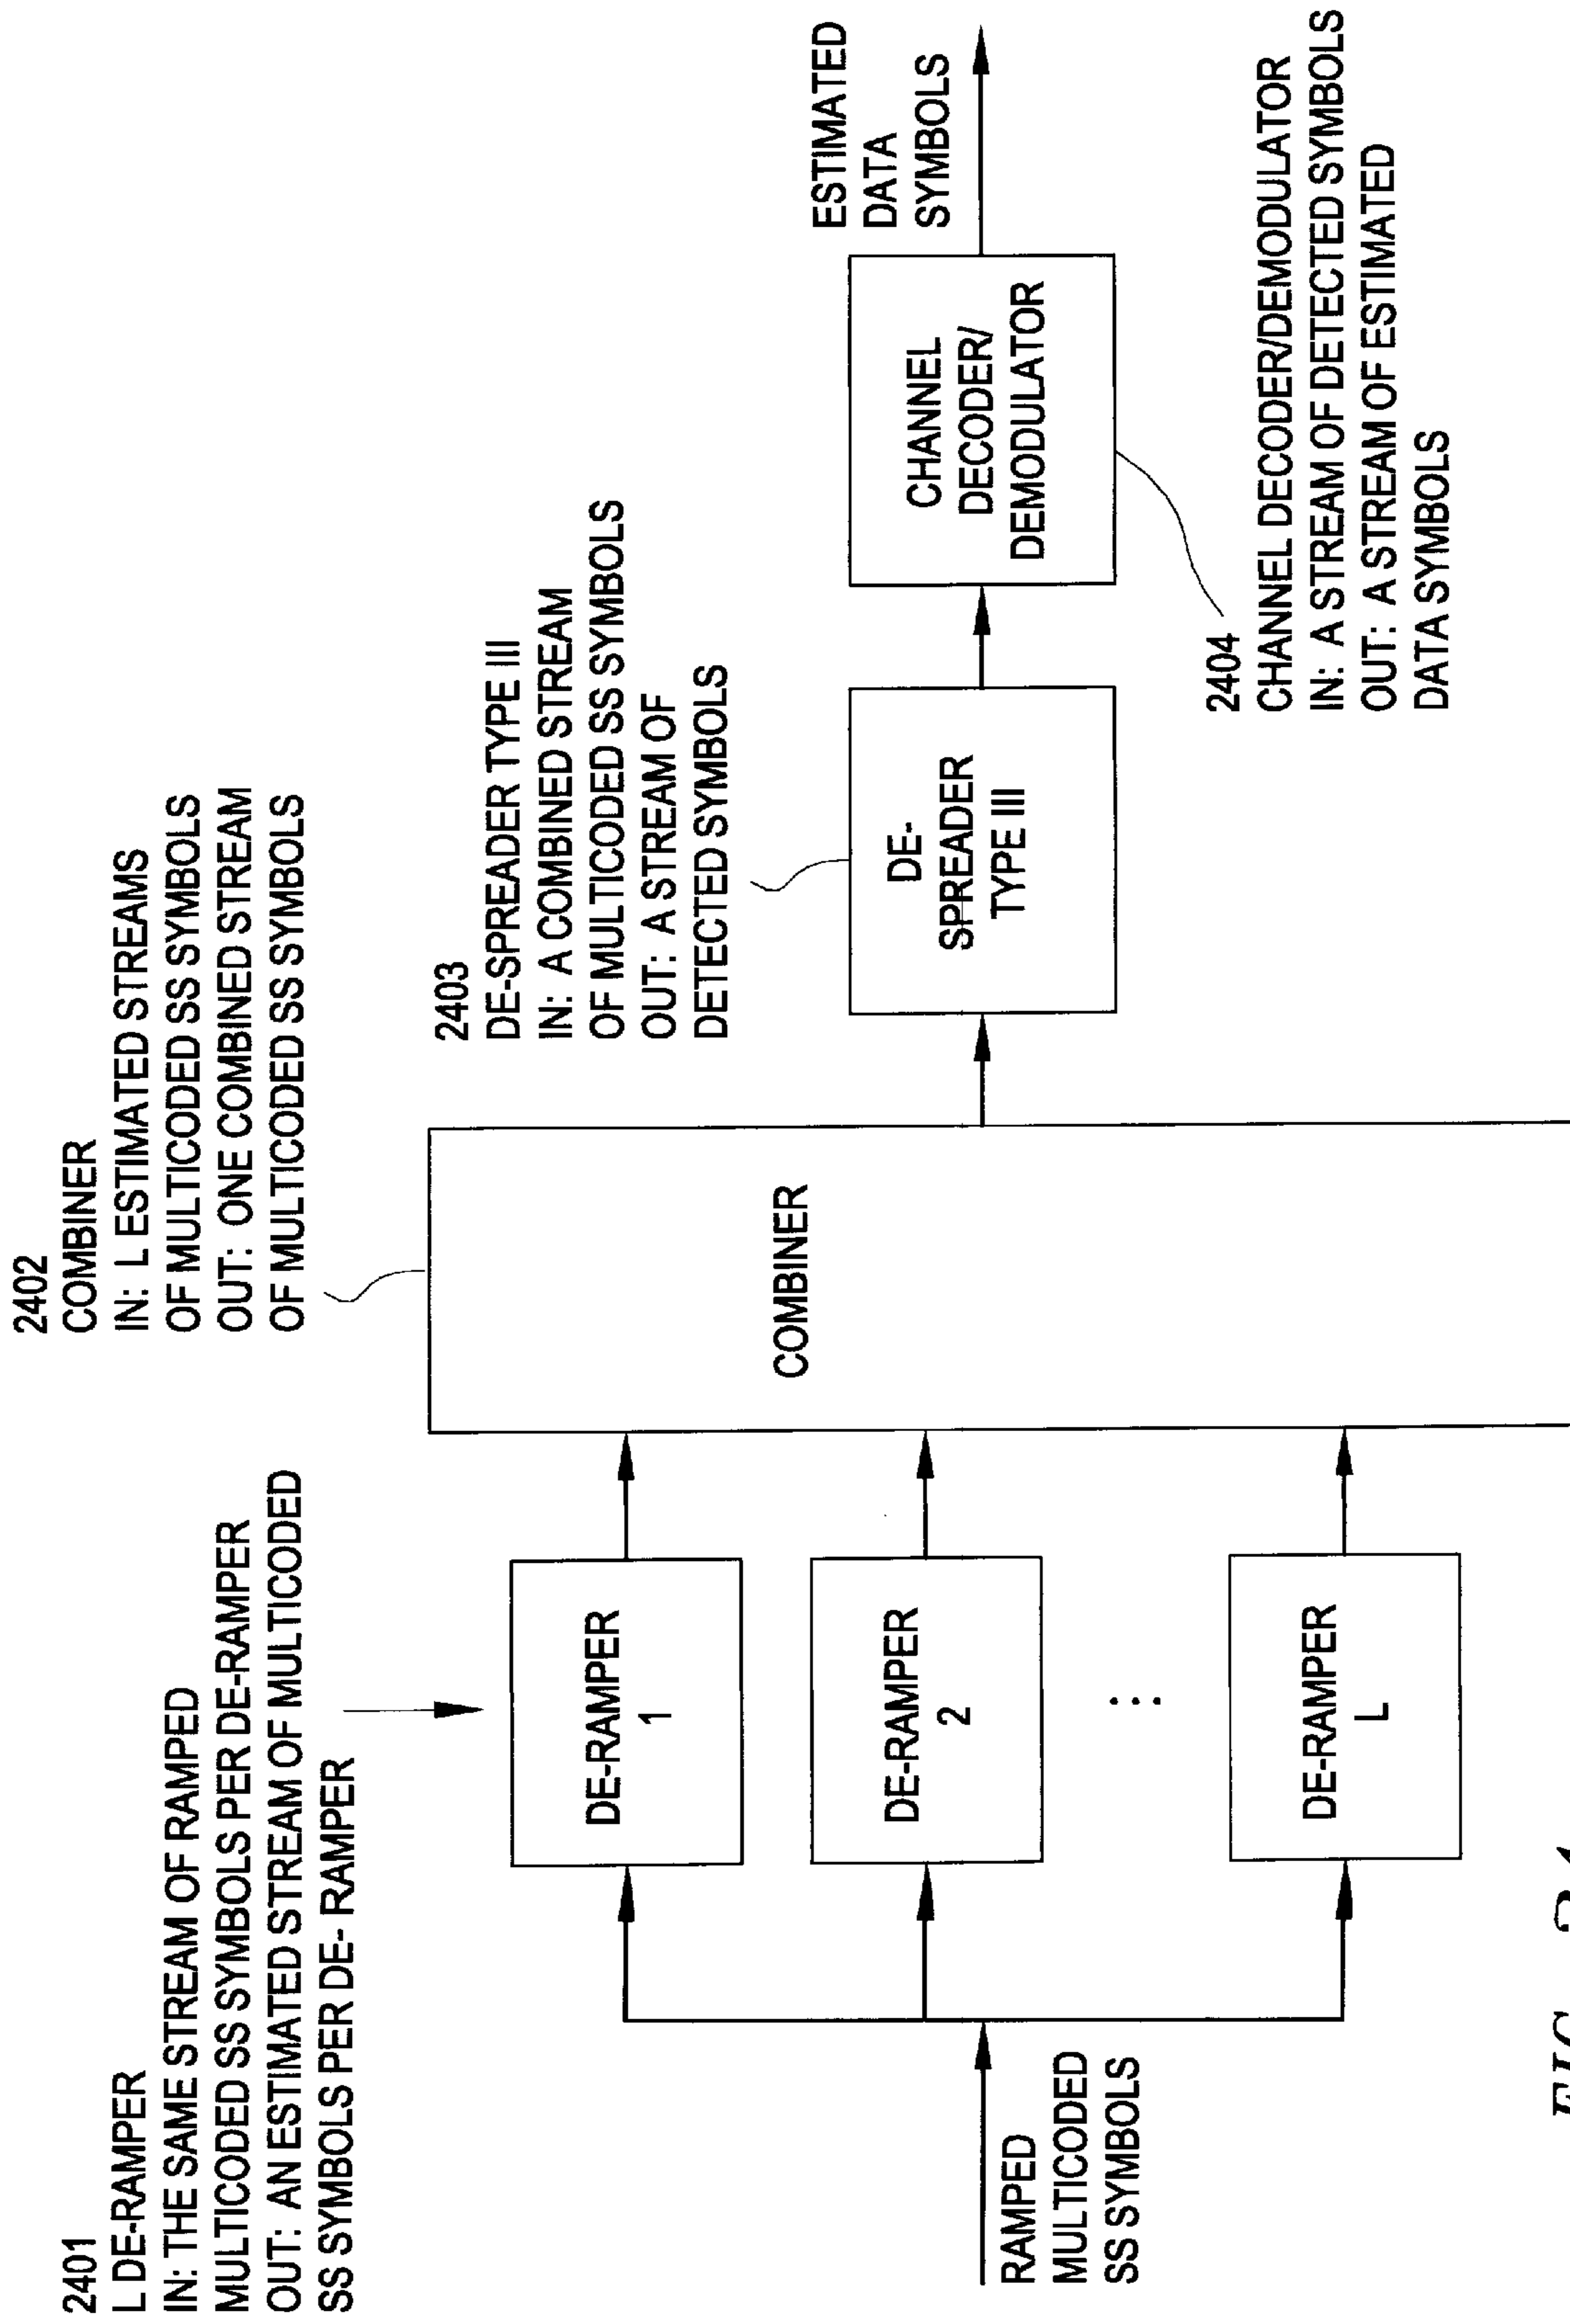 2401
L DE-RAMPER
IN: THE SAME STREAM OF RAMPED
MULTICODED SS SYMBOLS PER DE-RAMPER
OUT: AN ESTIMATED STREAM OF MULTICODED
SS SYMBOLS PER DE- RAMPER
2402
COMBINER
IN: L ESTIMATED STREAMS
OF MULTICODED SS SYMBOLS
OUT: ONE COMBINED STREAM
OF MULTICODED SS SYMBOLS
2403
DE-SPREADER TYPE III
IN: A COMBINED STREAM
OF MULTICODED SS SYMBOLS
OUT: A STREAM OF
DETECTED SYMBOLS
RAMPED
MULTICODED
SS SYMBOLS
DE-RAMPER
1
DE-RAMPER
2
DE-RAMPER
L
COMBINER
DE-
SPREADER
TYPE III
CHANNEL
DECODER/
DEMODULATOR
ESTIMATED
DATA
SYMBOLS
2404
CHANNEL DECODER/DEMODULATOR
IN: A STREAM OF DETECTED SYMBOLS
OUT: A STREAM OF ESTIMATED
DATA SYMBOLS